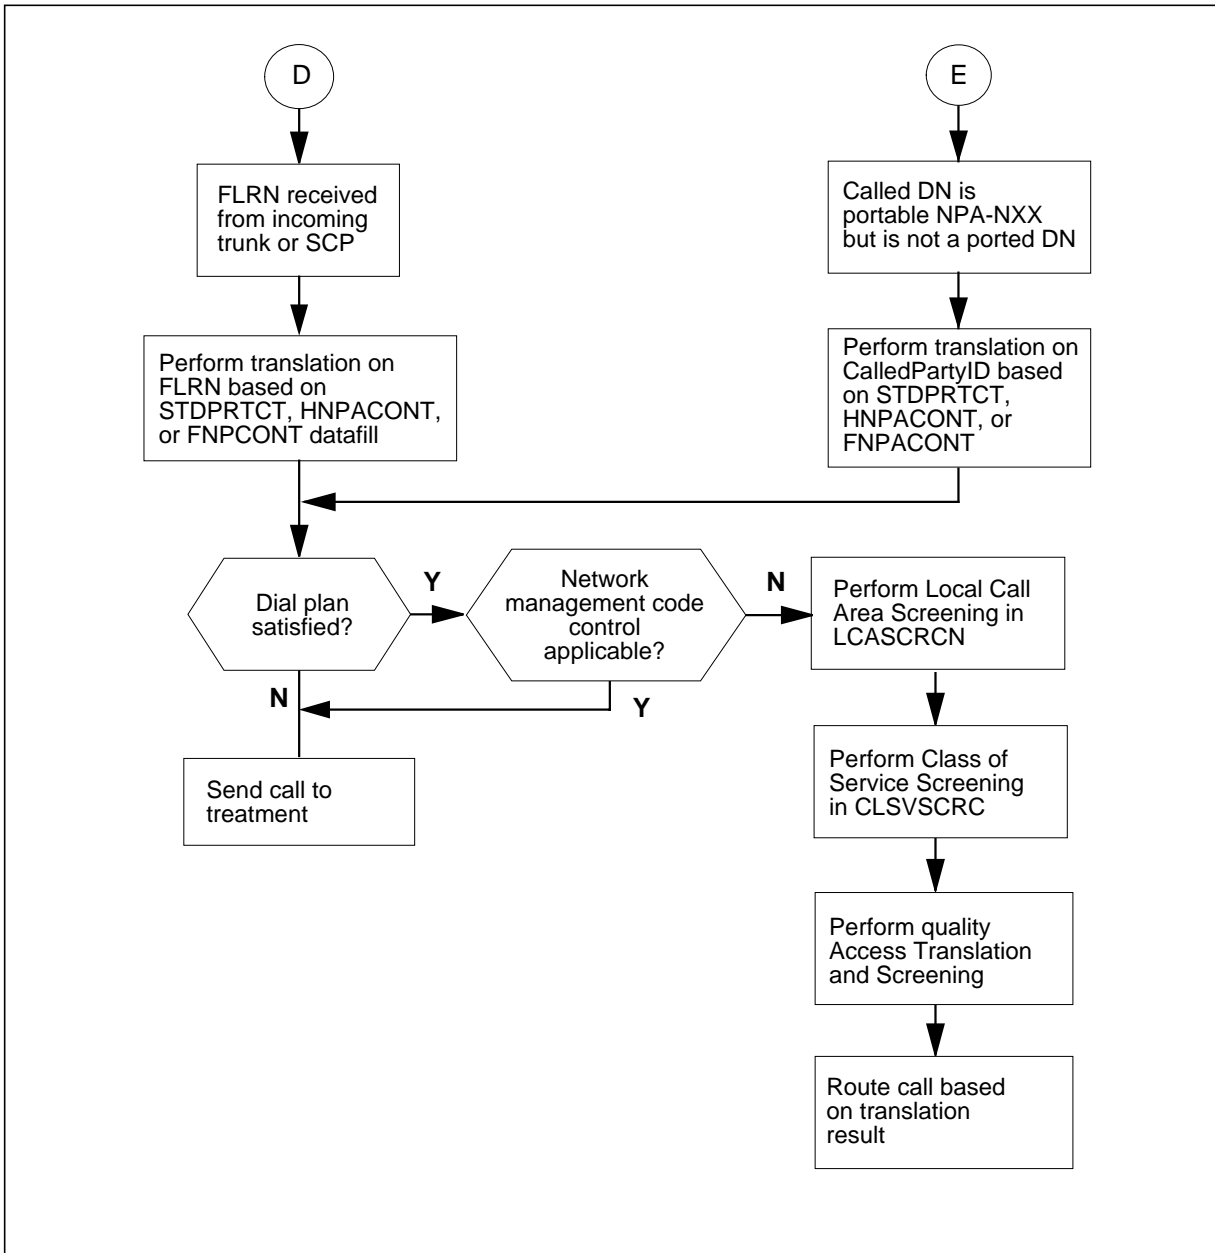 D
FLRN received
from incoming
trunk or SCP
Perform translation on
FLRN based on
STDPRTCT, HNPACONT,
or FNPCONT datafill
E
Called DN is
portable NPA-NXX
but is not a ported DN
Perform translation on
CalledPartyID based
on STDPRTCT,
HNPACONT, or
FNPACONT
Dial plan
satisfied?
Y
N
Network
management code
control
applicable?
N
Y
Send call to
treatment
Perform Local Call
Area Screening in
LCASCRCN
Perform Class of
Service Screening
in CLSVSCRC
Perform quality
Access Translation
and Screening
Route call based
on translation
result